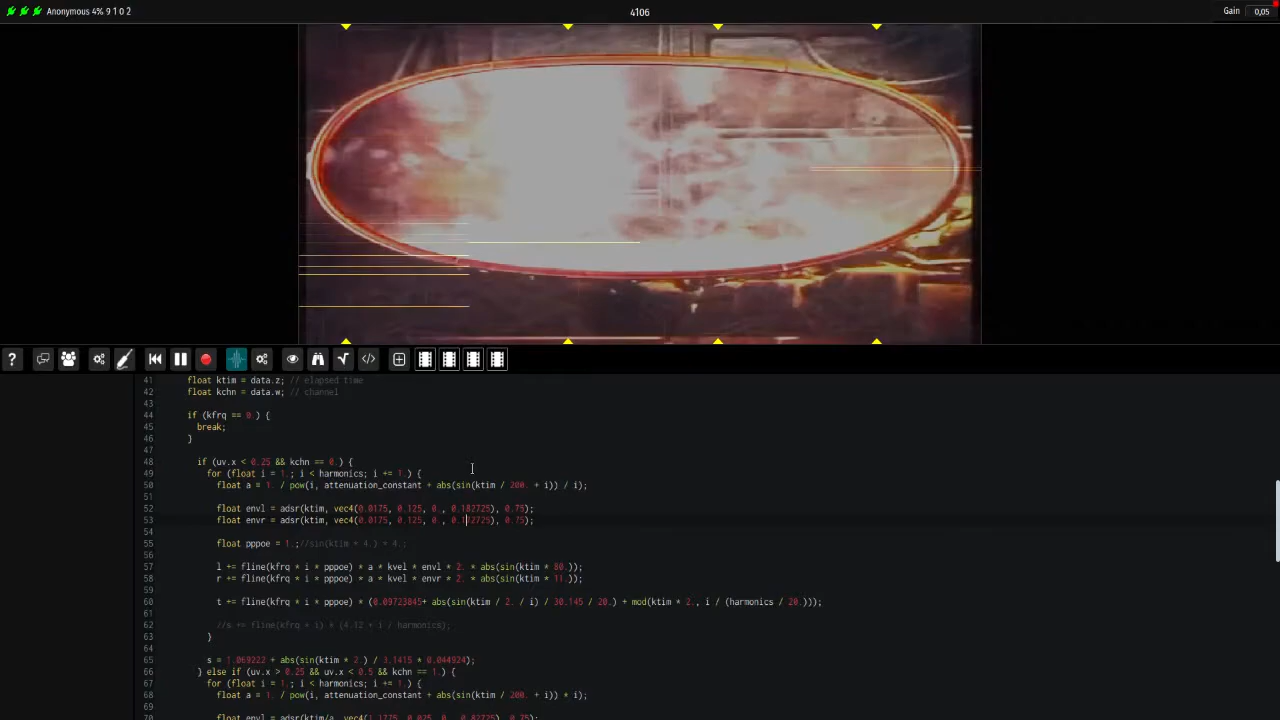 Anonymous 4% 9 1 0 2
4106
Gain 0,05
41 float ktim = data.z; // elapsed time
42 float kchn = data.w; // channel
43
44 if (kfrq == 0.) {
45 break;
46 }
47
48 if (uv.x < 0.25 && kchn == 0.) {
49 for (float i = 1.; i < harmonics; i += 1.) {
50 float a = 1. / pow(i, attenuation_constant + abs(sin(ktim / 200. + i)) / i);
51
52 float envl = adsr(ktim, vec4(0.0175, 0.125, 0., 0.182725), 0.75);
53 float envr = adsr(ktim, vec4(0.0175, 0.125, 0., 0.182725), 0.75);
54
55 float pppoe = 1.;//sin(ktim * 4.) * 4.;
56
57 l += fline(kfrq * i * pppoe) * a * kvel * envl * 2. * abs(sin(ktim * 80.));
58 r += fline(kfrq * i * pppoe) * a * kvel * envr * 2. * abs(sin(ktim * 11.));
59
60 t += fline(kfrq * i * pppoe) * (0.09723845+ abs(sin(ktim / 2. / i) / 30.145 / 20.) + mod(ktim * 2., i / (harmonics / 20.)));
61
62 //s += fline(kfrq * i) * (4.12 + i / harmonics);
63 }
64
65 s = 1.069222 + abs(sin(ktim * 2.) / 3.1415 * 0.044924);
66 } else if (uv.x > 0.25 && uv.x < 0.5 && kchn == 1.) {
67 for (float i = 1.; i < harmonics; i += 1.) {
68 float a = 1. / pow(i, attenuation_constant + abs(sin(ktim / 200. + i)) * i);
69